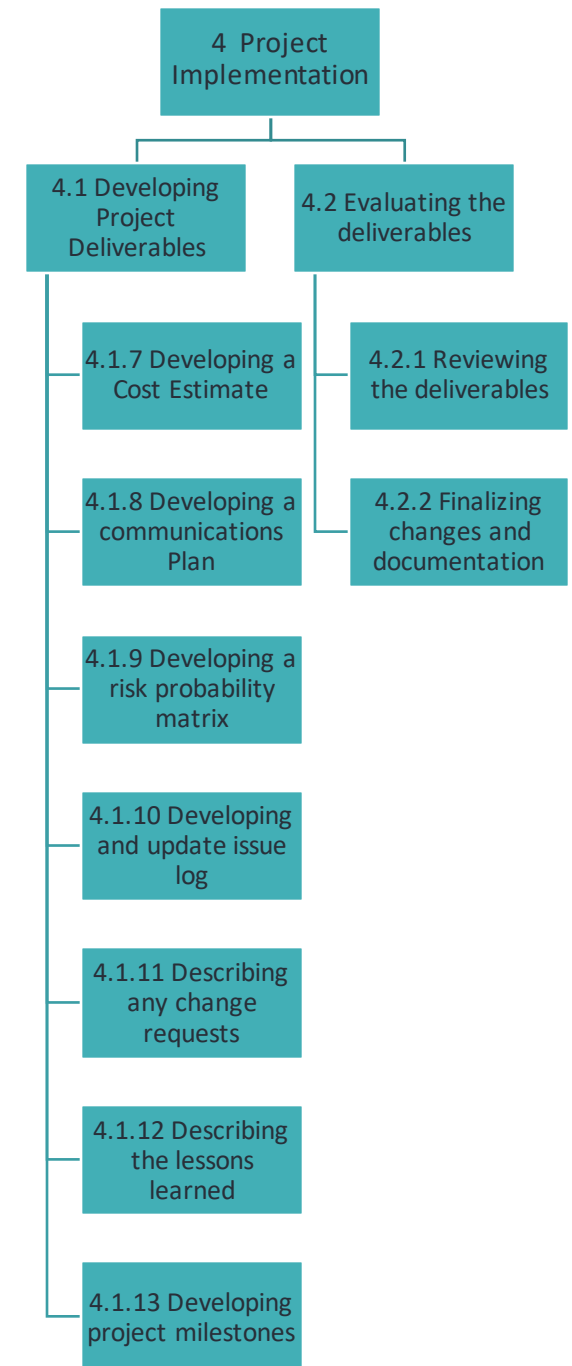 4 Project
Implementation
4.1 Developing
Project
Deliverables
4.1.7 Developing a
Cost Estimate
4.1.8 Developing a
communications
Plan
4.1.9 Developing a
risk probability
matrix
4.1.10 Developing
and update issue
log
4.1.11 Describing
any change
requests
4.1.12 Describing
the lessons
learned
4.1.13 Developing
project milestones
4.2 Evaluating the
deliverables
4.2.1 Reviewing
the deliverables
4.2.2 Finalizing
changes and
documentation